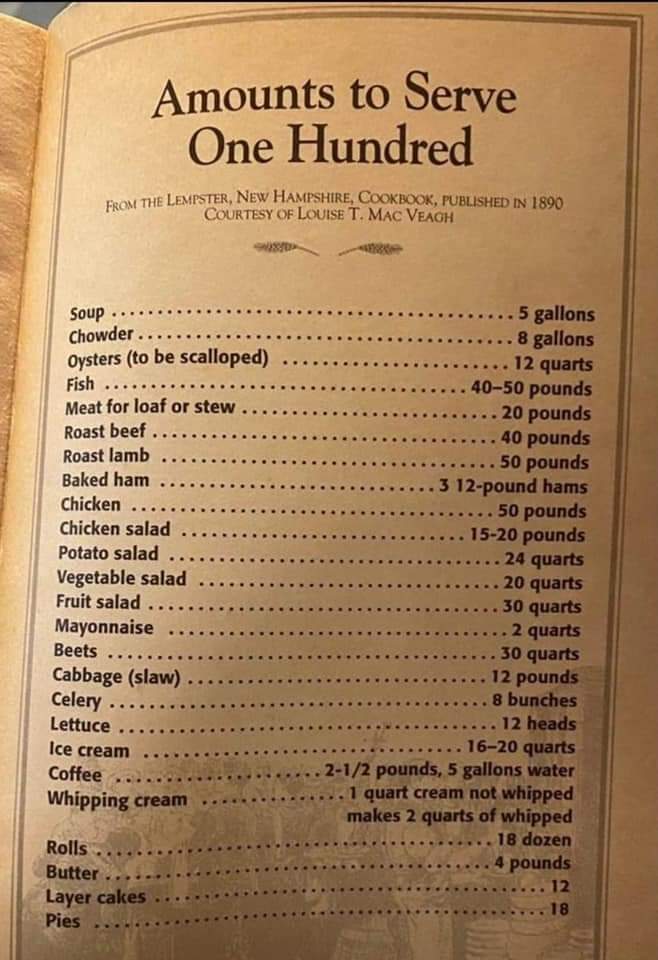 Amounts to Serve
One Hundred
FROM THE LEMPSTER, NEW HAMPSHIRE, COOKBOOK, PUBLISHED IN 1890
COURTESY OF LOUISE T. MAC VEAGH
Soup ........................................ 5 gallons
Chowder ........................................ 8 gallons
Oysters (to be scalloped) ........................ 12 quarts
Fish ........................................ 40–50 pounds
Meat for loaf or stew ............................ 20 pounds
Roast beef ...................................... 40 pounds
Roast lamb ...................................... 50 pounds
Baked ham .............................. 3 12-pound hams
Chicken ........................................ 50 pounds
Chicken salad ................................ 15-20 pounds
Potato salad .................................... 24 quarts
Vegetable salad ................................ 20 quarts
Fruit salad ...................................... 30 quarts
Mayonnaise ...................................... 2 quarts
Beets .......................................... 30 quarts
Cabbage (slaw) ................................ 12 pounds
Celery .......................................... 8 bunches
Lettuce ........................................ 12 heads
Ice cream .................................. 16–20 quarts
Coffee ...................... 2-1/2 pounds, 5 gallons water
Whipping cream ................ 1 quart cream not whipped
makes 2 quarts of whipped
Rolls .......................................... 18 dozen
Butter .......................................... 4 pounds
Layer cakes .......................................... 12
Pies ................................................ 18